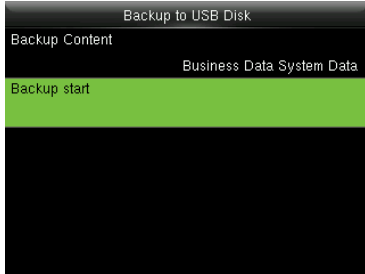 Backup to USB Disk
Backup Content
Business Data System Data
Backup start